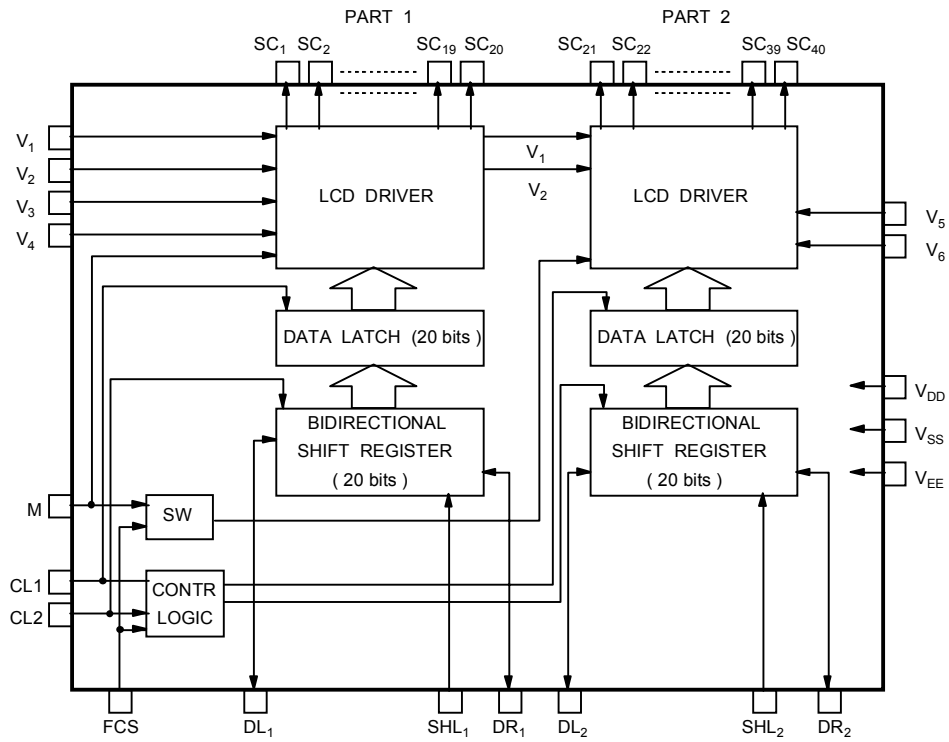 PART 1 PART 2
SC1 SC2 SC19 SC20 SC21 SC22 SC39 SC40
V1
V2
V3
V4
LCD DRIVER
V1
V2
LCD DRIVER
V5
V6
DATA LATCH (20 bits )
DATA LATCH (20 bits )
VDD
VSS
VEE
BIDIRECTIONAL
SHIFT REGISTER
( 20 bits )
BIDIRECTIONAL
SHIFT REGISTER
( 20 bits )
M
SW
CL1
CL2
CONTR
LOGIC
FCS DL1 SHL1 DR1 DL2 SHL2 DR2